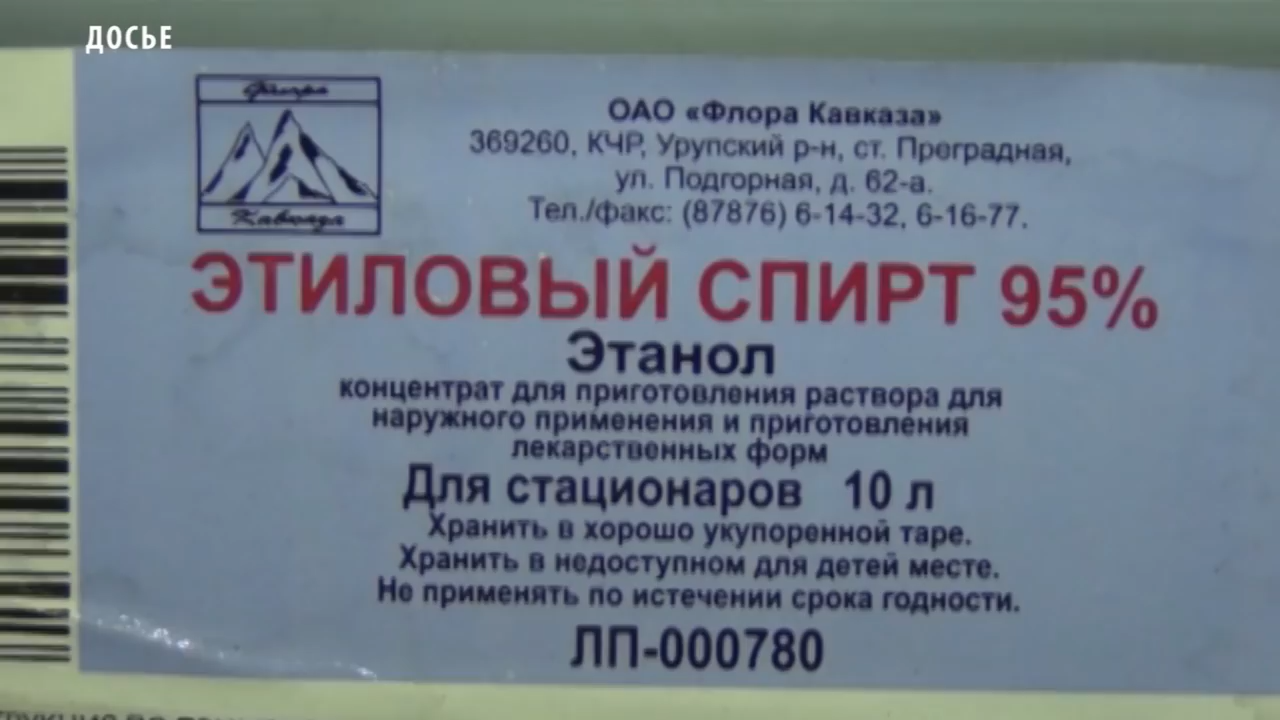 ДОСЬЕ
Флора
Кавказа
ОАО «Флора Кавказа»
369260, КЧР, Урупский р-н, ст. Преградная,
ул. Подгорная, д. 62-а.
Тел./факс: (87876) 6-14-32, 6-16-77.
ЭТИЛОВЫЙ СПИРТ 95%
Этанол
концентрат для приготовления раствора для
наружного применения и приготовления
лекарственных форм
Для стационаров 10 л
Хранить в хорошо укупоренной таре.
Хранить в недоступном для детей месте.
Не применять по истечении срока годности.
ЛП-000780